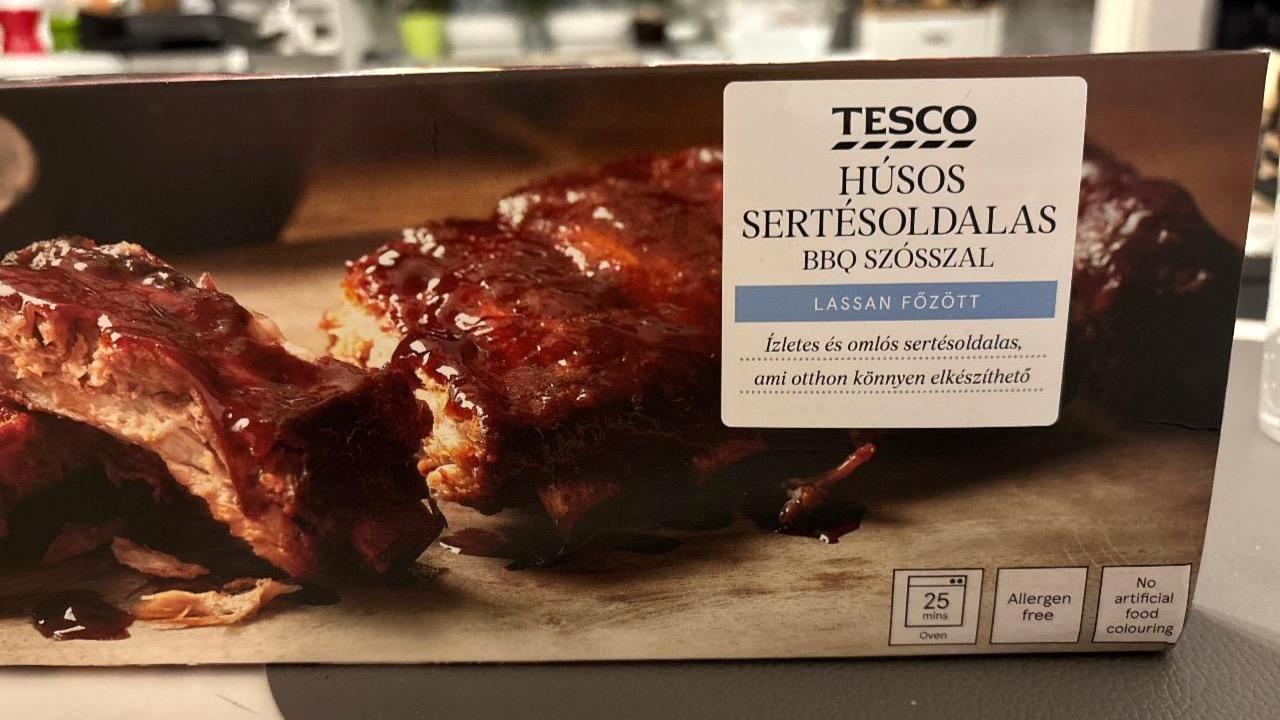 TESCO
HÚSOS
SERTÉSOLDALAS
BBQ SZÓSSZAL
LASSAN FŐZÖTT
Ízletes és omlós sertésoldalas,
ami otthon könnyen elkészíthető
25
mins
Oven
Allergen
free
No
artificial
food
colouring